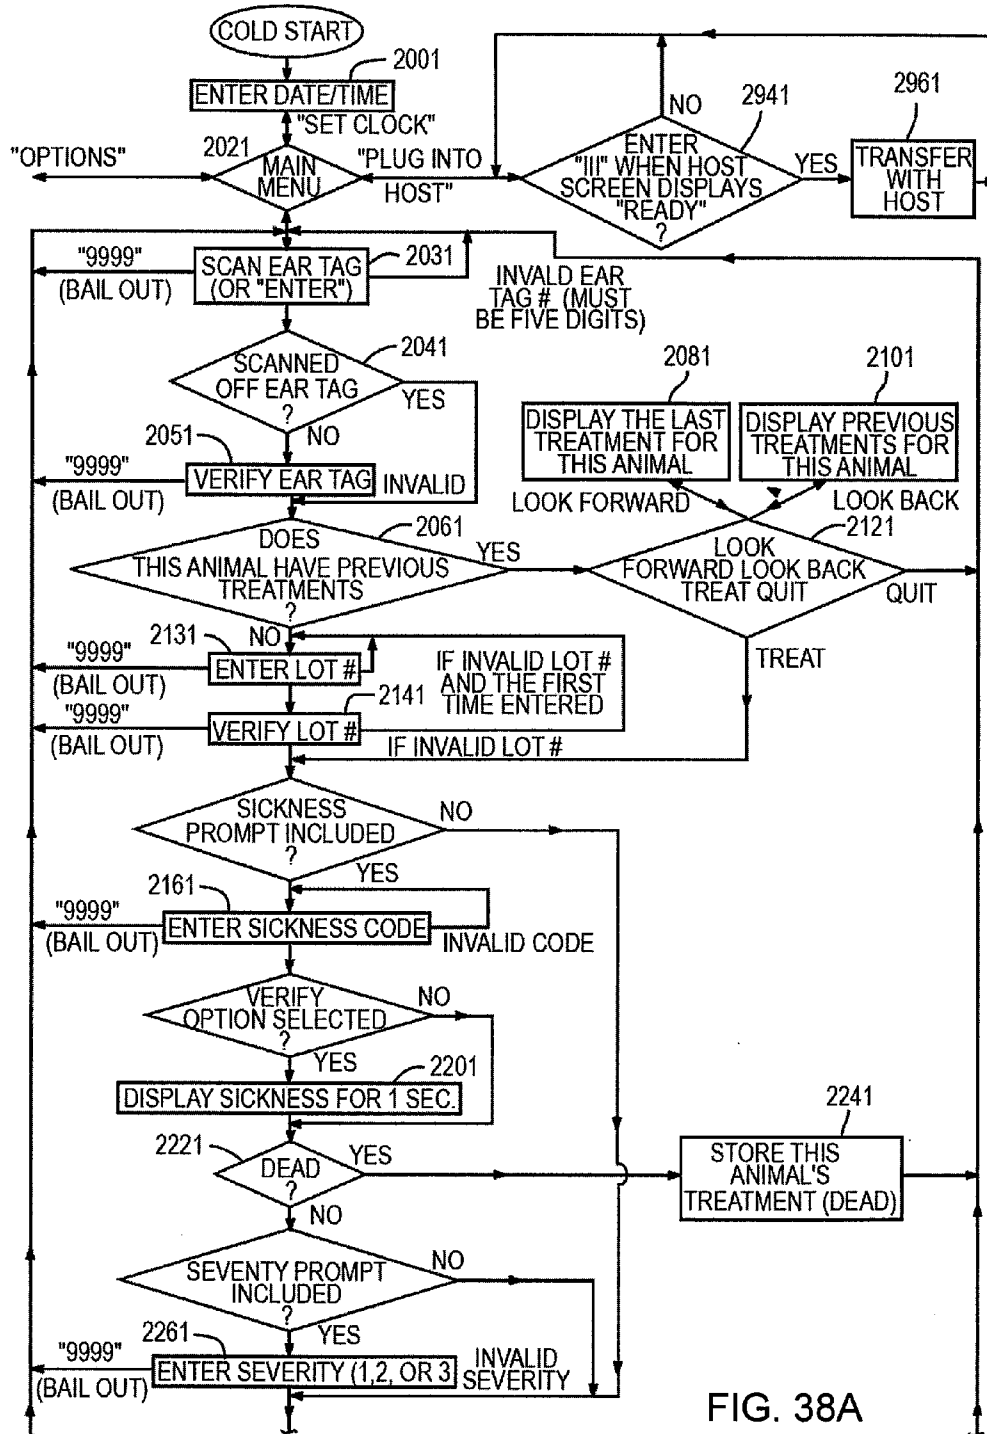 COLD START
2001
ENTER DATE/TIME
"SET CLOCK"
2021
"OPTIONS"
MAIN
MENU
"PLUG INTO
HOST"
NO
2941
2961
ENTER
"III" WHEN HOST
SCREEN DISPLAYS
"READY"
?
YES
TRANSFER
WITH
HOST
"9999"
(BAIL OUT)
SCAN EAR TAG
(OR "ENTER")
2031
INVALD EAR
TAG # (MUST
BE FIVE DIGITS)
SCANNED
OFF EAR TAG
?
2041
YES
NO
2081
2101
DISPLAY THE LAST
TREATMENT FOR
THIS ANIMAL
DISPLAY PREVIOUS
TREATMENTS FOR
THIS ANIMAL
2051
"9999"
(BAIL OUT)
VERIFY EAR TAG
INVALID
LOOK FORWARD
LOOK BACK
2061
DOES
THIS ANIMAL HAVE PREVIOUS
TREATMENTS
?
YES
2121
LOOK
FORWARD LOOK BACK
TREAT QUIT
QUIT
NO
2131
"9999"
(BAIL OUT)
ENTER LOT #
IF INVALID LOT #
AND THE FIRST
TIME ENTERED
TREAT
2141
"9999"
(BAIL OUT)
VERIFY LOT #
IF INVALID LOT #
SICKNESS
PROMPT INCLUDED
?
NO
YES
2161
"9999"
(BAIL OUT)
ENTER SICKNESS CODE
INVALID CODE
VERIFY
OPTION SELECTED
?
NO
YES
2201
DISPLAY SICKNESS FOR 1 SEC.
2221
DEAD
?
YES
NO
2241
STORE THIS
ANIMAL'S
TREATMENT (DEAD)
SEVENTY PROMPT
INCLUDED
?
NO
YES
2261
"9999"
(BAIL OUT)
ENTER SEVERITY (1,2, OR 3
INVALID
SEVERITY
FIG. 38A